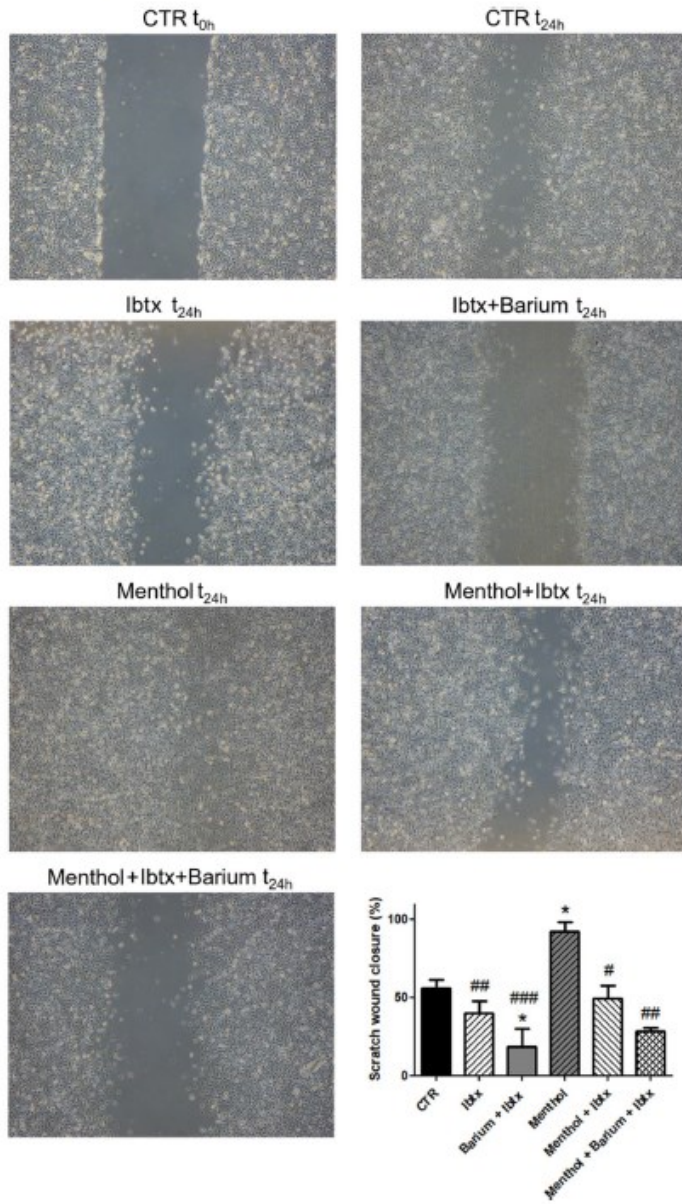 CTR t0h
CTR t24h
Ibtx t24h
Ibtx+Barium t24h
Menthol t24h
Menthol+Ibtx t24h
Menthol+Ibtx+Barium t24h
Scratch wound closure (%)
100
50
0
##
###
*
*
#
##
CTR
Ibtx
Barium + Ibtx
Menthol
Menthol + Ibtx
Menthol + Barium + Ibtx